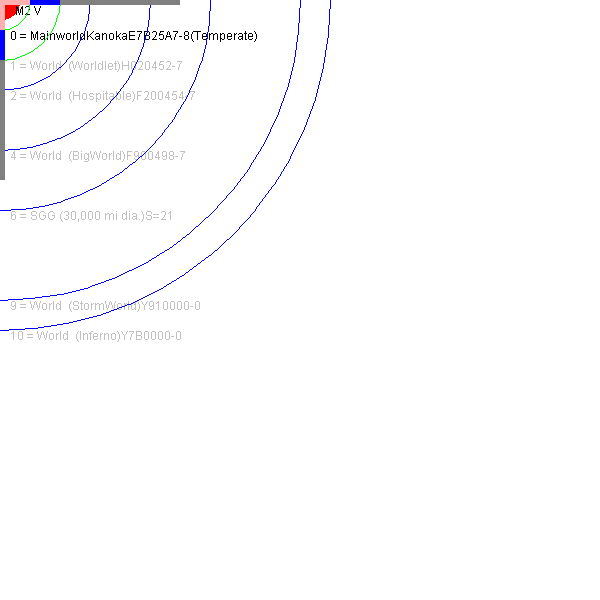 M2 V
0 = MainworldKanokaE7B25A7-8(Temperate)
1 = World  (Worldlet)H020452-7
2 = World  (Hospitable)F200454-7
4 = World  (BigWorld)F900498-7
6 = SGG (30,000 mi dia.)S=21
9 = World  (StormWorld)Y910000-0
10 = World  (Inferno)Y7B0000-0